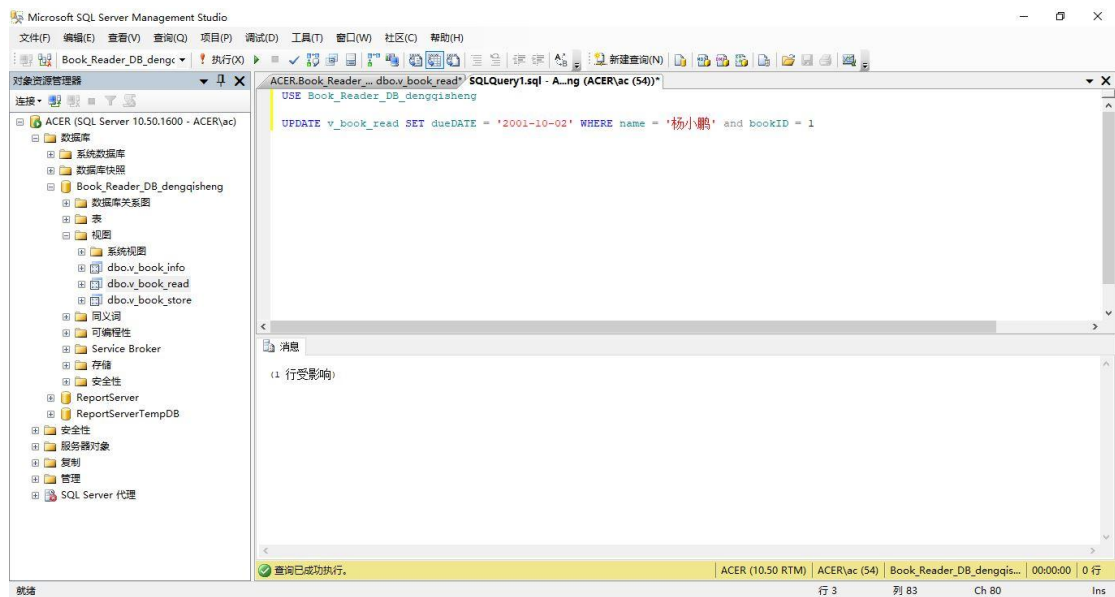 Microsoft SQL Server Management Studio
文件(F) 编辑(E) 查看(V) 查询(Q) 项目(P) 调试(D) 工具(T) 窗口(W) 社区(C) 帮助(H)
Book_Reader_DB_dengc 执行(X) 新建查询(N)
对象资源管理器
连接
ACER (SQL Server 10.50.1600 - ACER\ac)
数据库
系统数据库
数据库快照
Book_Reader_DB_dengqisheng
数据库关系图
表
视图
系统视图
dbo.v_book_info
dbo.v_book_read
dbo.v_book_store
同义词
可编程性
Service Broker
存储
安全性
ReportServer
ReportServerTempDB
安全性
服务器对象
复制
管理
SQL Server 代理
ACER.Book_Reader_... dbo.v_book_read* SQLQuery1.sql - A...ng (ACER\ac (54))*
USE Book_Reader_DB_dengqisheng
UPDATE v_book_read SET dueDATE = '2001-10-02' WHERE name = '杨小鹏' and bookID = 1
消息
(1 行受影响)
查询已成功执行。 ACER (10.50 RTM) ACER\ac (54) Book_Reader_DB_dengqis... 00:00:00 0 行
就绪 行 3 列 83 Ch 80 Ins